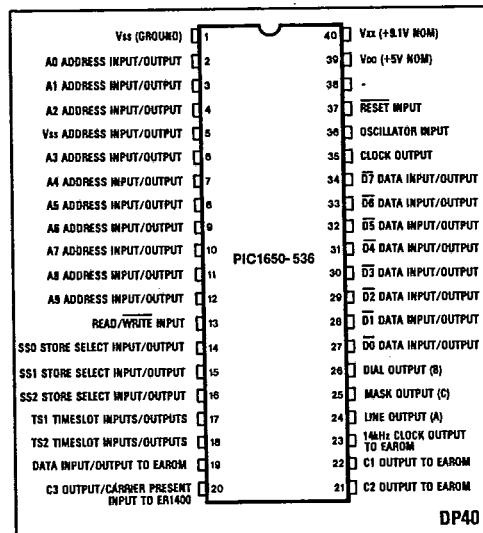 Vss (GROUND) 1
A0 ADDRESS INPUT/OUTPUT 2
A1 ADDRESS INPUT/OUTPUT 3
A2 ADDRESS INPUT/OUTPUT 4
Vss ADDRESS INPUT/OUTPUT 5
A3 ADDRESS INPUT/OUTPUT 6
A4 ADDRESS INPUT/OUTPUT 7
A5 ADDRESS INPUT/OUTPUT 8
A6 ADDRESS INPUT/OUTPUT 9
A7 ADDRESS INPUT/OUTPUT 10
A8 ADDRESS INPUT/OUTPUT 11
A9 ADDRESS INPUT/OUTPUT 12
READ/WRITE INPUT 13
SS0 STORE SELECT INPUT/OUTPUT 14
SS1 STORE SELECT INPUT/OUTPUT 15
SS2 STORE SELECT INPUT/OUTPUT 16
TS1 TIMESLOT INPUTS/OUTPUTS 17
TS2 TIMESLOT INPUTS/OUTPUTS 18
DATA INPUT/OUTPUT TO EAROM 19
C3 OUTPUT/CARRIER PRESENT 20
INPUT TO ER1400
PIC1650-536
40 Vxx (+9.1V NOM)
39 VDD (+5V NOM)
38 -
37 RESET INPUT
36 OSCILLATOR INPUT
35 CLOCK OUTPUT
34 D7 DATA INPUT/OUTPUT
33 D6 DATA INPUT/OUTPUT
32 D5 DATA INPUT/OUTPUT
31 D4 DATA INPUT/OUTPUT
30 D3 DATA INPUT/OUTPUT
29 D2 DATA INPUT/OUTPUT
28 D1 DATA INPUT/OUTPUT
27 D0 DATA INPUT/OUTPUT
26 DIAL OUTPUT (B)
25 MASK OUTPUT (C)
24 LINE OUTPUT (A)
23 14kHz CLOCK OUTPUT
TO EAROM
22 C1 OUTPUT TO EAROM
21 C2 OUTPUT TO EAROM
DP40